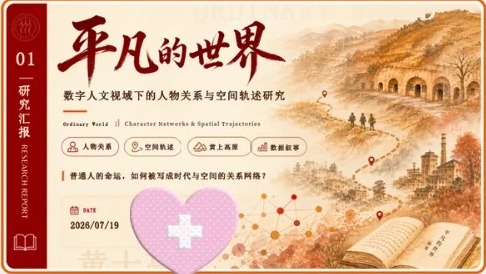 01
研究汇报
RESEARCH REPORT
平凡的世界
数字人文视域下的人物关系与空间轨迹研究
Ordinary World || Character Networks & Spatial Trajectories
人物关系
空间轨迹
黄土高原
数据叙事
普通人的命运，如何被写成时代与空间的关系网络？
DATE
2026/07/19